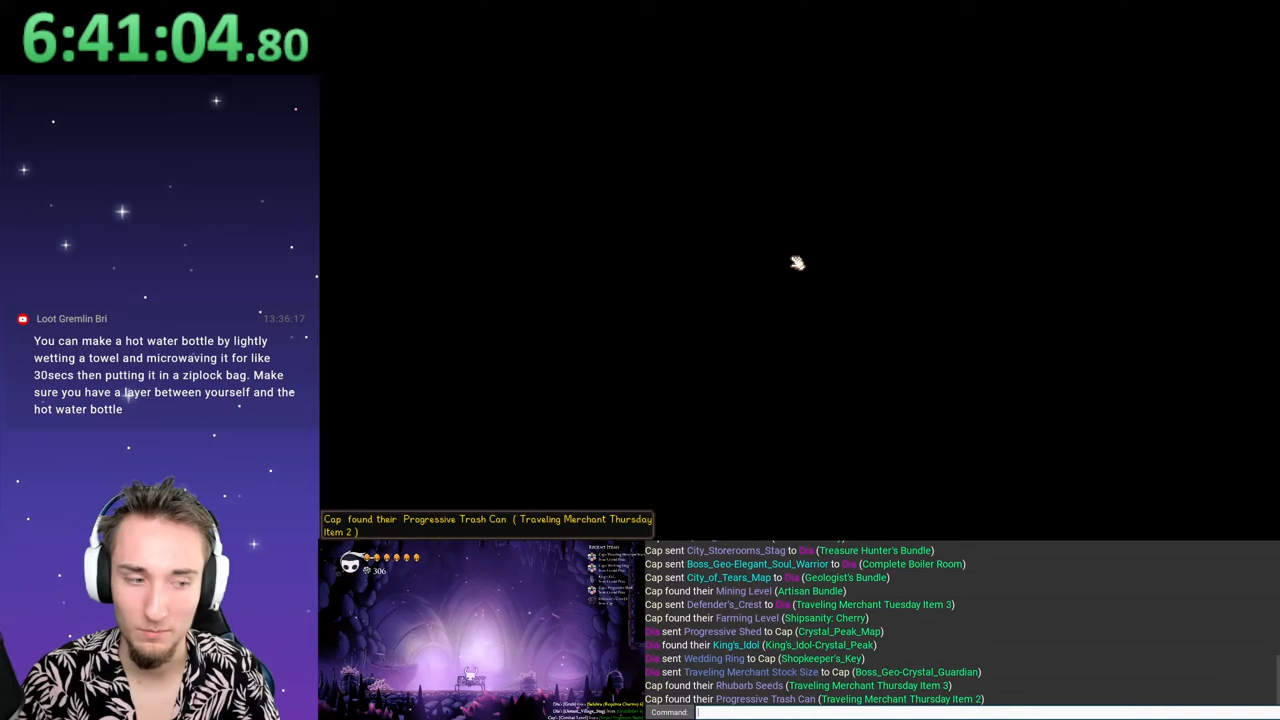 6:41:04.80
Loot Gremlin Bri 13:36:17
You can make a hot water bottle by lightly
wetting a towel and microwaving it for like
30secs then putting it in a ziplock bag. Make
sure you have a layer between yourself and the
hot water bottle
Cap found their Progressive Trash Can ( Traveling Merchant Thursday
Item 2 )
306
RECENT ITEMS
Cap sent City_Storerooms_Stag to Dia (Treasure Hunter's Bundle)
Cap sent Boss_Geo-Elegant_Soul_Warrior to Dia (Complete Boiler Room)
Cap sent City_of_Tears_Map to Dia (Geologist's Bundle)
Cap found their Mining Level (Artisan Bundle)
Cap sent Defender's_Crest to Dia (Traveling Merchant Tuesday Item 3)
Cap found their Farming Level (Shipsanity: Cherry)
Dia sent Progressive Shed to Cap (Crystal_Peak_Map)
Dia found their King's_Idol (King's_Idol-Crystal_Peak)
Dia sent Wedding Ring to Cap (Shopkeeper's_Key)
Dia sent Traveling Merchant Stock Size to Cap (Boss_Geo-Crystal_Guardian)
Cap found their Rhubarb Seeds (Traveling Merchant Thursday Item 3)
Cap found their Progressive Trash Can (Traveling Merchant Thursday Item 2)
Command: